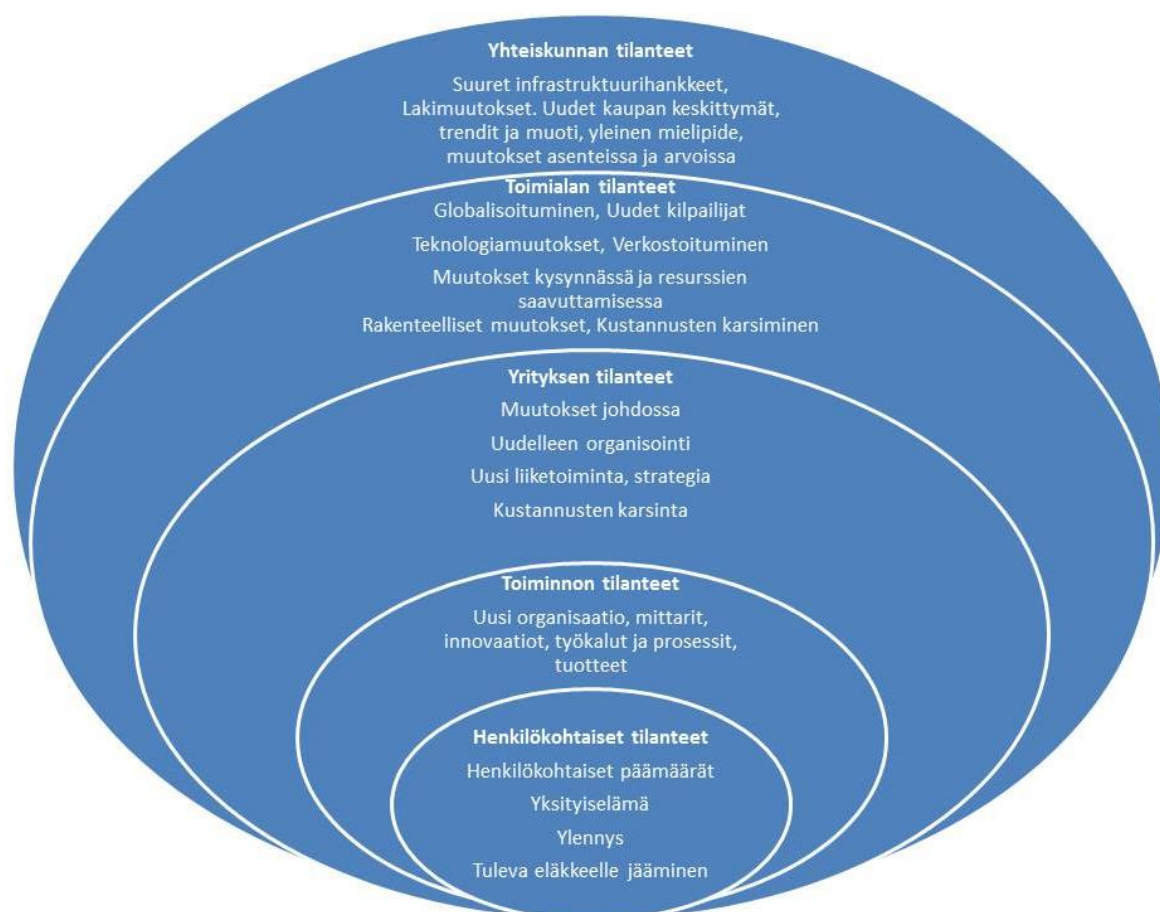 Yhteiskunnan tilanteet
Suuret infrastruktuurihankkeet,
Lakimuutokset. Uudet kaupan keskittymät,
trendit ja muoti, yleinen mielipide,
muutokset asenteissa ja arvoissa
Toimialan tilanteet
Globalisoituminen, Uudet kilpailijat
Teknologiamuutokset, Verkostoituminen
Muutokset kysynnässä ja resurssien
saavuttamisessa
Rakenteelliset muutokset, Kustannusten karsiminen
Yrityksen tilanteet
Muutokset johdossa
Uudelleen organisointi
Uusi liiketoiminta, strategia
Kustannusten karsinta
Toiminnon tilanteet
Uusi organisaatio, mittarit,
innovaatiot, työkalut ja prosessit,
tuotteet
Henkilökohtaiset tilanteet
Henkilökohtaiset päämäärät
Yksityiselämä
Ylennys
Tuleva eläkkeelle jääminen